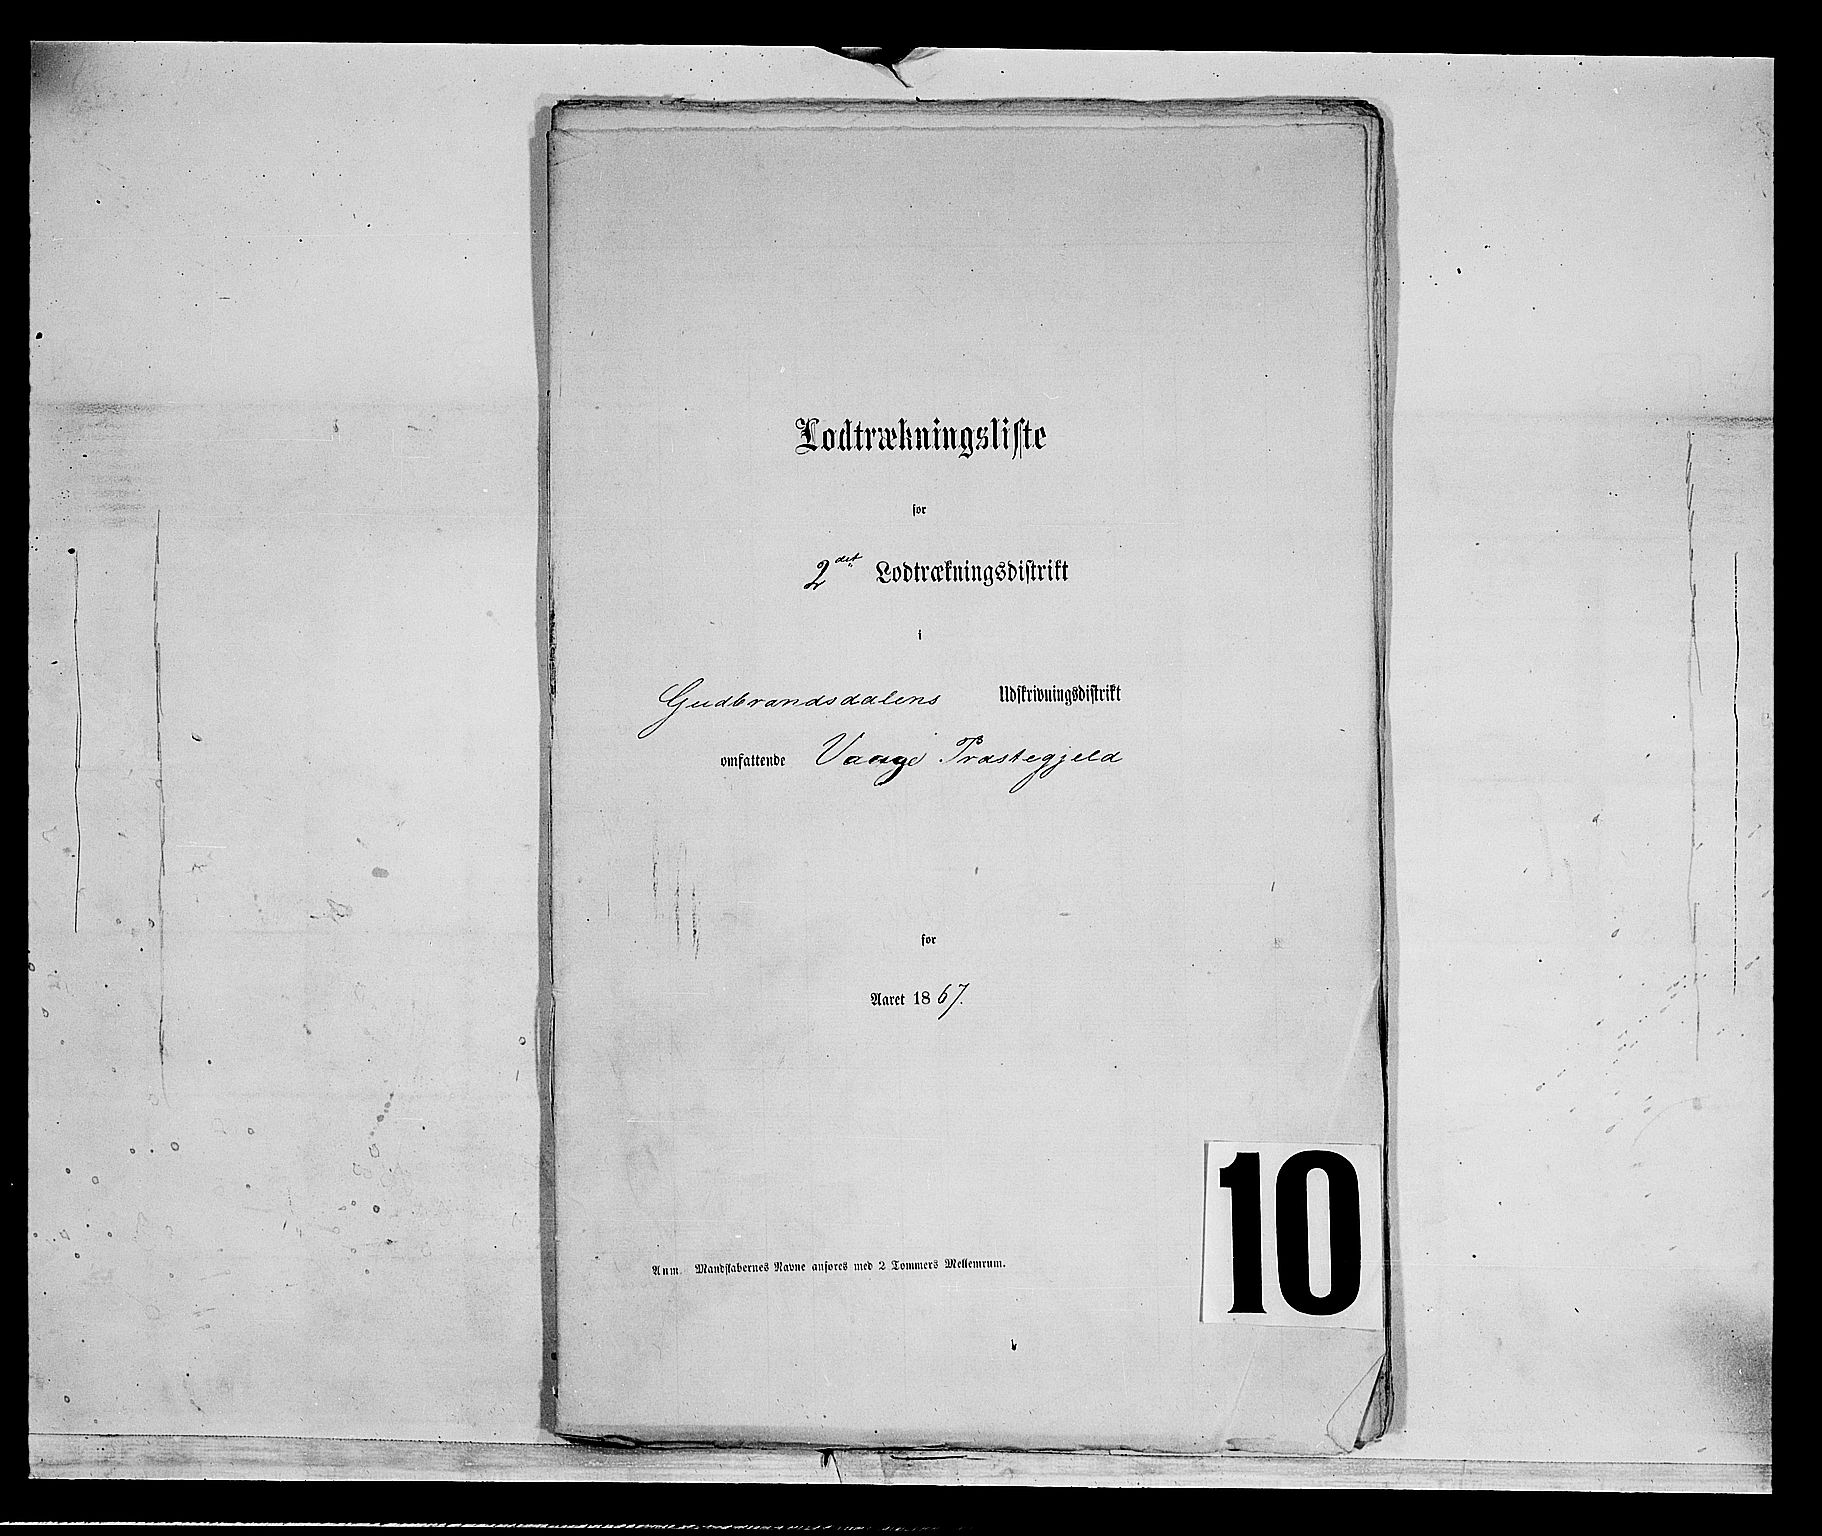 Lodtrækningsliste
for
2det Lodtrækningsdistrikt
i
Gudbrandsdalens Udskrivningsdistrikt
omfattende Vaage Præstegjeld
for
Aaret 1867.
10
Anm. Mandskabernes Navne anføres med 2 Tommers Mellemrum.